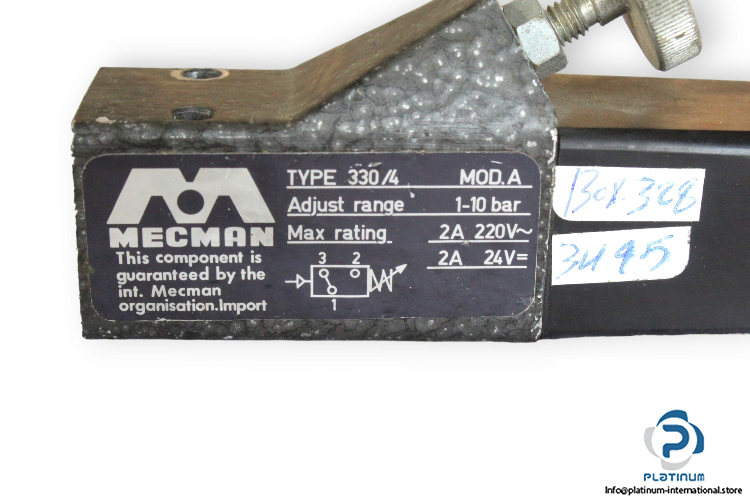 TYPE 330/4 MOD. A
Adjust range 1-10 bar
Max rating 2A 220V~
2A 24V=
MECMAN
This component is
guaranteed by the
int. Mecman
organisation.Import
3 2
1
Box 308
3495
PLATINUM
Info@platinum-international.store